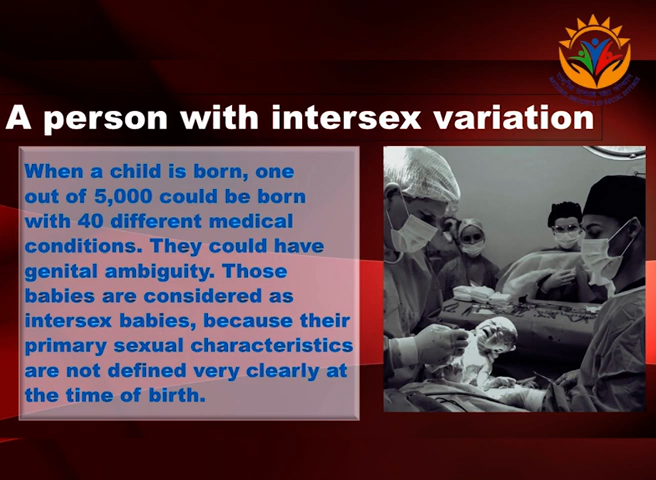 A person with intersex variation
When a child is born, one
out of 5,000 could be born
with 40 different medical
conditions. They could have
genital ambiguity. Those
babies are considered as
intersex babies, because their
primary sexual characteristics
are not defined very clearly at
the time of birth.